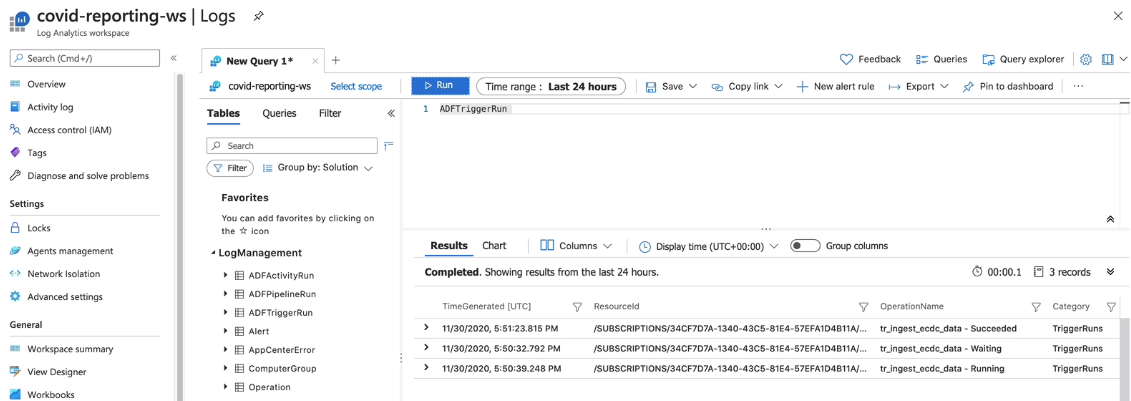 covid-reporting-ws | Logs
Log Analytics workspace
Search (Cmd+/)
Overview
Activity log
Access control (IAM)
Tags
Diagnose and solve problems
Settings
Locks
Agents management
Network Isolation
Advanced settings
General
Workspace summary
View Designer
Workbooks
New Query 1*
Feedback
Queries
Query explorer
covid-reporting-ws
Select scope
Run
Time range : Last 24 hours
Save
Copy link
New alert rule
Export
Pin to dashboard
Tables
Queries
Filter
Search
Filter
Group by: Solution
Favorites
You can add favorites by clicking on
the ☆ icon
LogManagement
ADFActivityRun
ADFPipelineRun
ADFTriggerRun
Alert
AppCenterError
ComputerGroup
Operation
1 ADFTriggerRun
Results
Chart
Columns
Display time (UTC+00:00)
Group columns
Completed. Showing results from the last 24 hours.
00:00.1
3 records
TimeGenerated [UTC] ResourceId OperationName Category
11/30/2020, 5:51:23.815 PM /SUBSCRIPTIONS/34CF7D7A-1340-43C5-81E4-57EFA1D4B11A/... tr_ingest_ecdc_data - Succeeded TriggerRuns
11/30/2020, 5:50:32.792 PM /SUBSCRIPTIONS/34CF7D7A-1340-43C5-81E4-57EFA1D4B11A/... tr_ingest_ecdc_data - Waiting TriggerRuns
11/30/2020, 5:50:39.248 PM /SUBSCRIPTIONS/34CF7D7A-1340-43C5-81E4-57EFA1D4B11A/... tr_ingest_ecdc_data - Running TriggerRuns